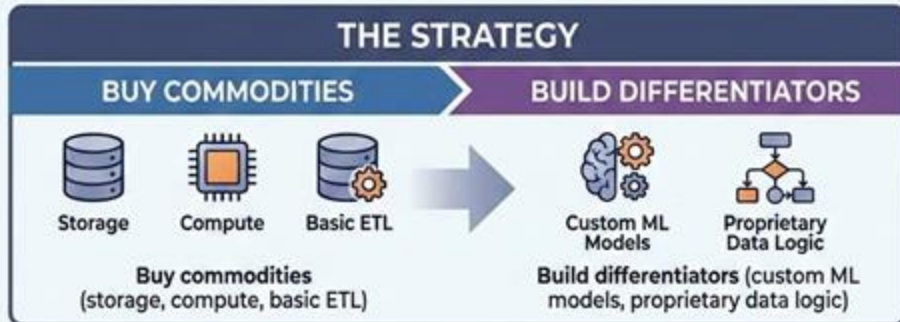 THE STRATEGY
BUY COMMODITIES
BUILD DIFFERENTIATORS
Storage
Compute
Basic ETL
Custom ML
Models
Proprietary
Data Logic
Buy commodities
(storage, compute, basic ETL)
Build differentiators (custom ML
models, proprietary data logic)